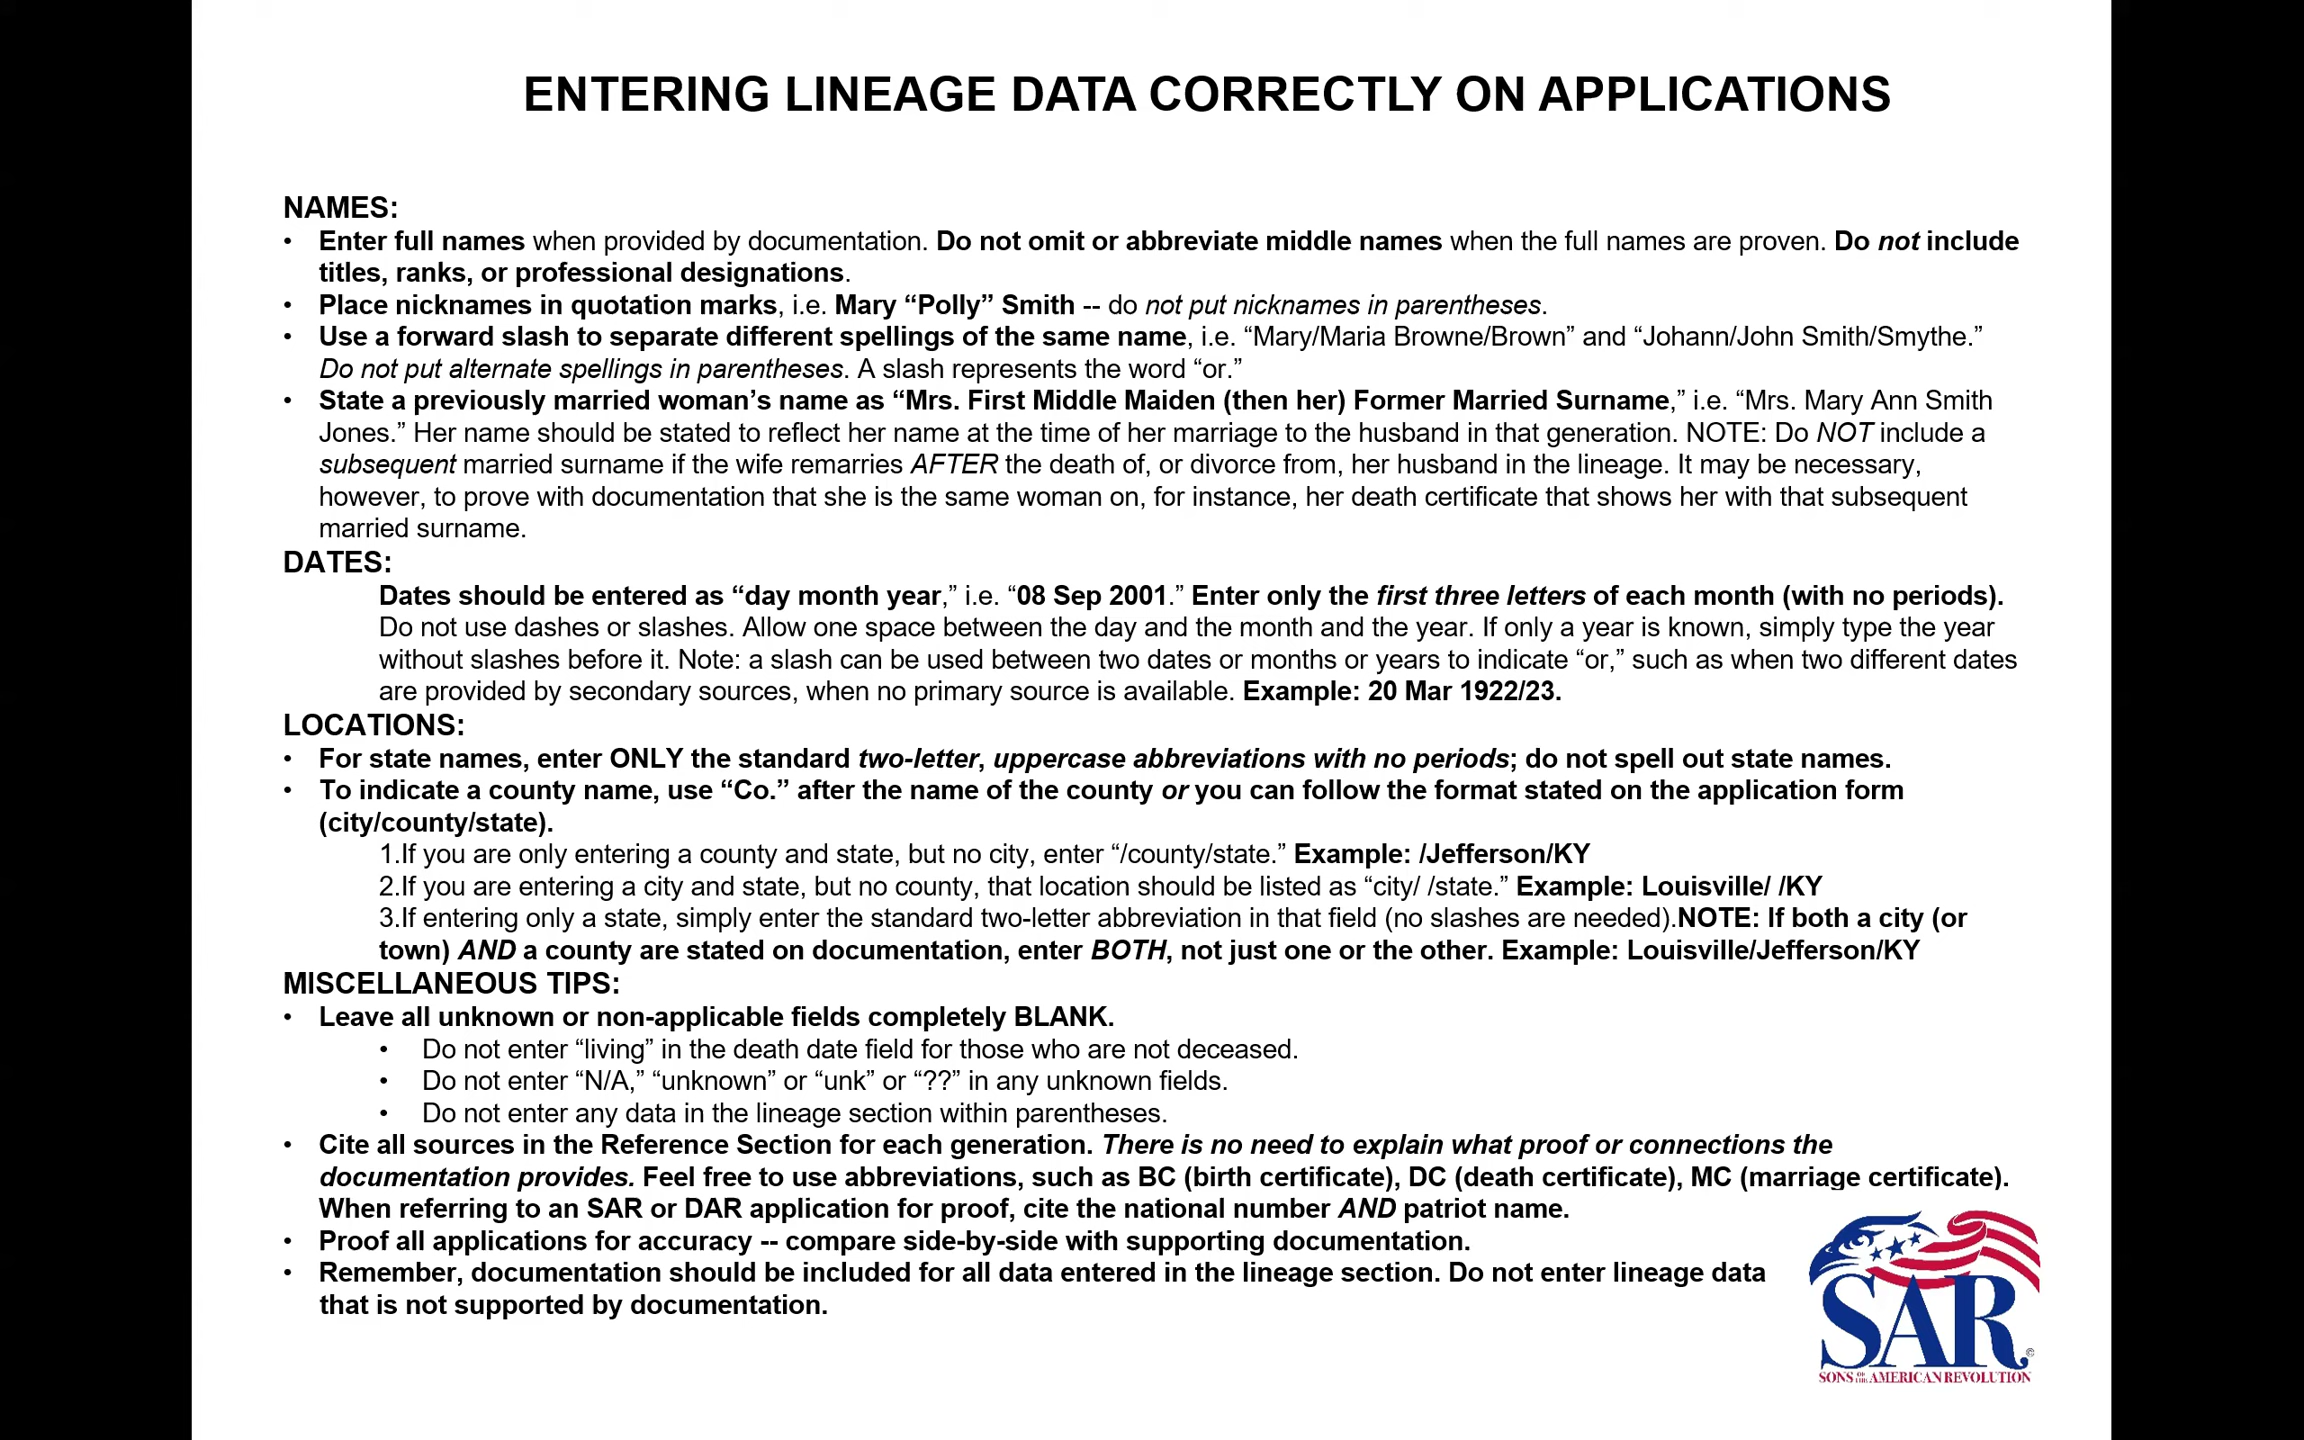 ENTERING LINEAGE DATA CORRECTLY ON APPLICATIONS
NAMES:
• Enter full names when provided by documentation. Do not omit or abbreviate middle names when the full names are proven. Do not include
titles, ranks, or professional designations.
• Place nicknames in quotation marks, i.e. Mary “Polly” Smith -- do not put nicknames in parentheses.
• Use a forward slash to separate different spellings of the same name, i.e. “Mary/Maria Browne/Brown” and “Johann/John Smith/Smythe.”
Do not put alternate spellings in parentheses. A slash represents the word “or.”
• State a previously married woman’s name as “Mrs. First Middle Maiden (then her) Former Married Surname,” i.e. “Mrs. Mary Ann Smith
Jones.” Her name should be stated to reflect her name at the time of her marriage to the husband in that generation. NOTE: Do NOT include a
subsequent married surname if the wife remarries AFTER the death of, or divorce from, her husband in the lineage. It may be necessary,
however, to prove with documentation that she is the same woman on, for instance, her death certificate that shows her with that subsequent
married surname.
DATES:
Dates should be entered as “day month year,” i.e. “08 Sep 2001.” Enter only the first three letters of each month (with no periods).
Do not use dashes or slashes. Allow one space between the day and the month and the year. If only a year is known, simply type the year
without slashes before it. Note: a slash can be used between two dates or months or years to indicate “or,” such as when two different dates
are provided by secondary sources, when no primary source is available. Example: 20 Mar 1922/23.
LOCATIONS:
• For state names, enter ONLY the standard two-letter, uppercase abbreviations with no periods; do not spell out state names.
• To indicate a county name, use “Co.” after the name of the county or you can follow the format stated on the application form
(city/county/state).
1.If you are only entering a county and state, but no city, enter “/county/state.” Example: /Jefferson/KY
2.If you are entering a city and state, but no county, that location should be listed as “city/ /state.” Example: Louisville/ /KY
3.If entering only a state, simply enter the standard two-letter abbreviation in that field (no slashes are needed).NOTE: If both a city (or
town) AND a county are stated on documentation, enter BOTH, not just one or the other. Example: Louisville/Jefferson/KY
MISCELLANEOUS TIPS:
• Leave all unknown or non-applicable fields completely BLANK.
• Do not enter “living” in the death date field for those who are not deceased.
• Do not enter “N/A,” “unknown” or “unk” or “??” in any unknown fields.
• Do not enter any data in the lineage section within parentheses.
• Cite all sources in the Reference Section for each generation. There is no need to explain what proof or connections the
documentation provides. Feel free to use abbreviations, such as BC (birth certificate), DC (death certificate), MC (marriage certificate).
When referring to an SAR or DAR application for proof, cite the national number AND patriot name.
• Proof all applications for accuracy -- compare side-by-side with supporting documentation.
• Remember, documentation should be included for all data entered in the lineage section. Do not enter lineage data
that is not supported by documentation.
SAR©
SONS OF THE AMERICAN REVOLUTION